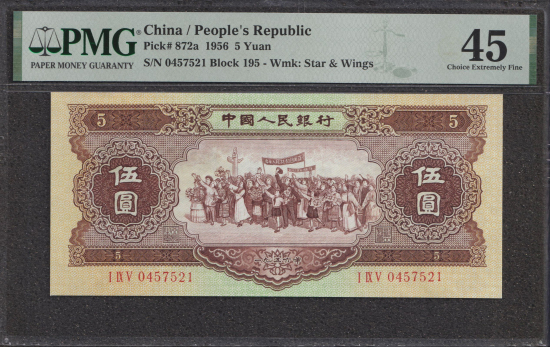 PMG
PAPER MONEY GUARANTY
China / People's Republic
Pick# 872a 1956 5 Yuan
S/N 0457521 Block 195 - Wmk: Star & Wings
45
Choice Extremely Fine
5 中國人民銀行 5
伍圓 伍圓
5 5
I IX V 0457521 I IX V 0457521